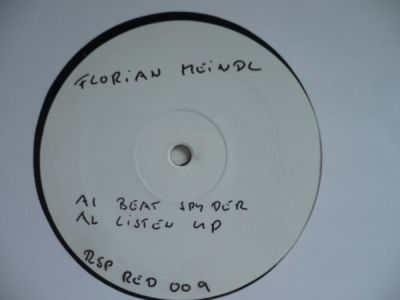 FLORIAN MEINDL
A1 BEAT SPYDER
A2 LISTEN UP
RSP RED 009